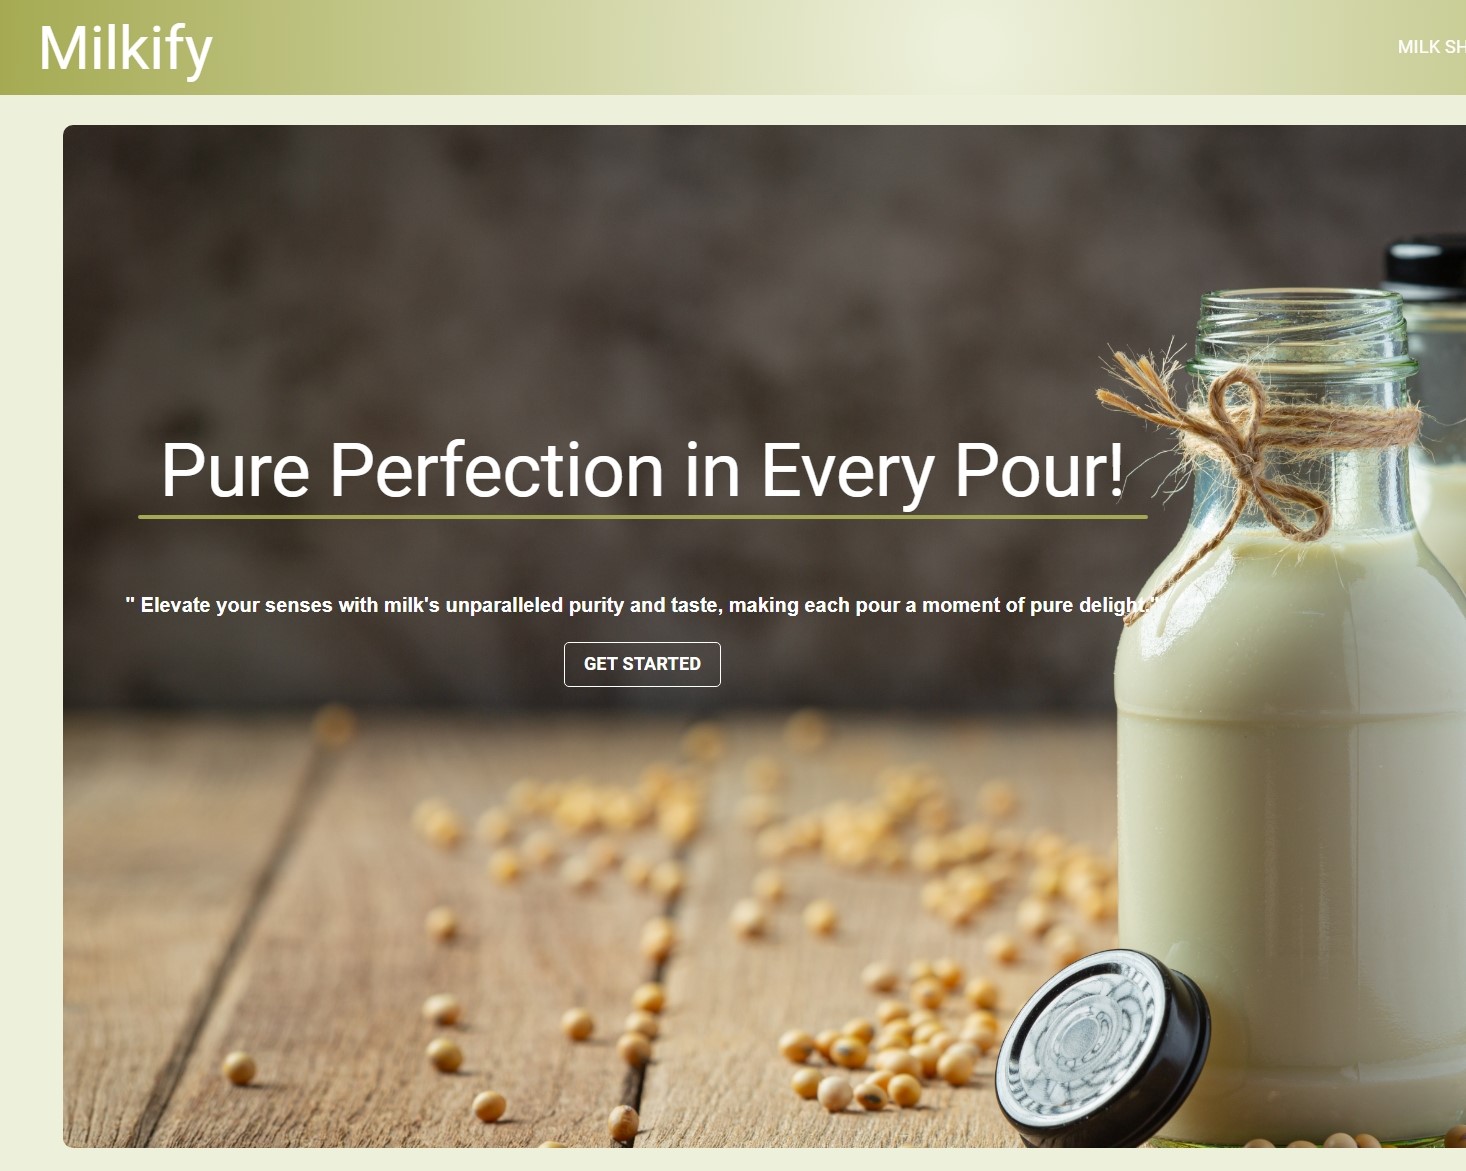 Milkify
MILK SH
Pure Perfection in Every Pour!
" Elevate your senses with milk's unparalleled purity and taste, making each pour a moment of pure delight."
GET STARTED